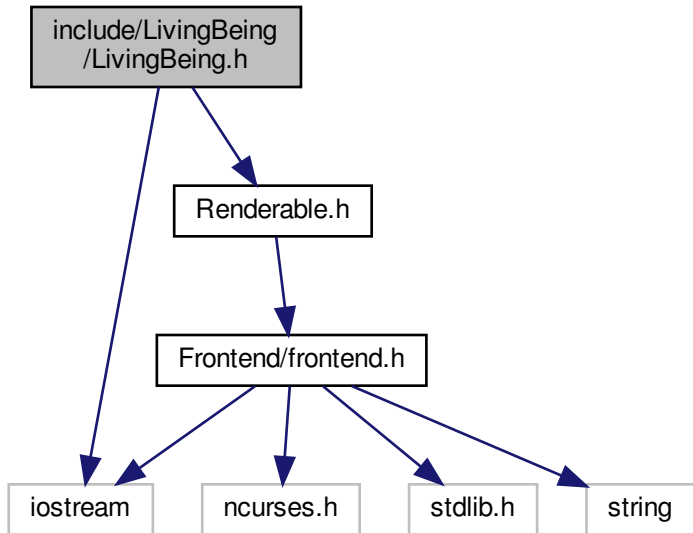 include/LivingBeing
/LivingBeing.h
Renderable.h
Frontend/frontend.h
iostream
ncurses.h
stdlib.h
string